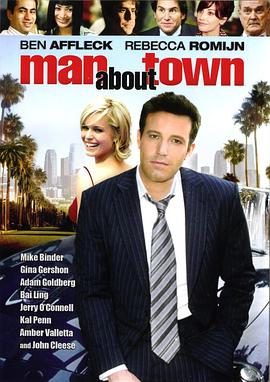 BEN AFFLECK REBECCA ROMIJN
man about town
Mike Binder
Gina Gershon
Adam Goldberg
Bai Ling
Jerry O'Connell
Kal Penn
Amber Valletta
and John Cleese